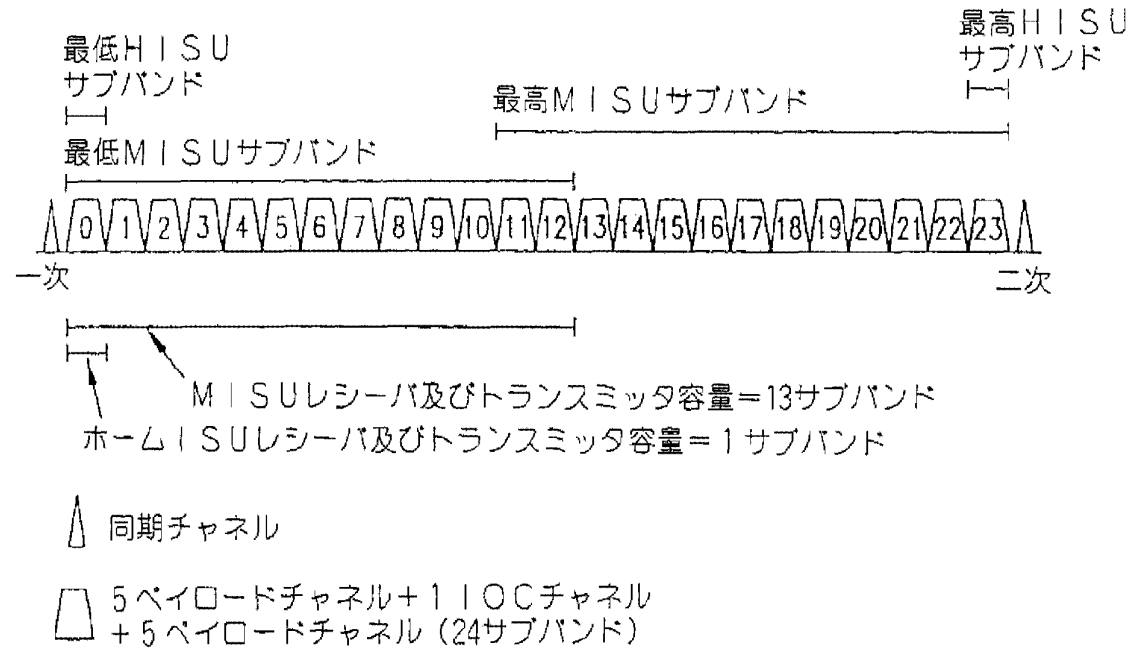 最低HISU
サブバンド
最高HISU
サブバンド
最高MISUサブバンド
最低MISUサブバンド
0 1 2 3 4 5 6 7 8 9 10 11 12 13 14 15 16 17 18 19 20 21 22 23
一次
二次
MISUレシーバ及びトランスミッタ容量=13サブバンド
ホームISUレシーバ及びトランスミッタ容量=1サブバンド
同期チャネル
5ペイロードチャネル+1IOCチャネル
+5ペイロードチャネル(24サブバンド)